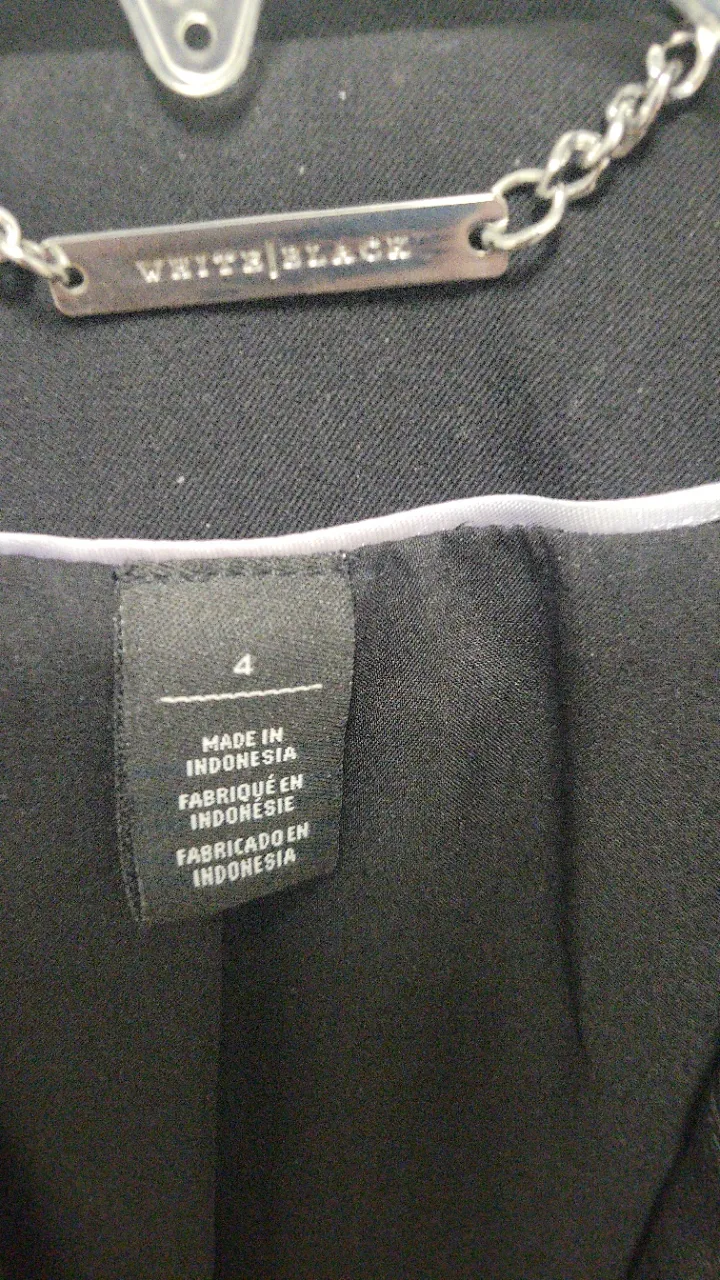 WHITE|BLACK
4
MADE IN
INDONESIA
FABRIQUÉ EN
INDONÉSIE
FABRICADO EN
INDONESIA